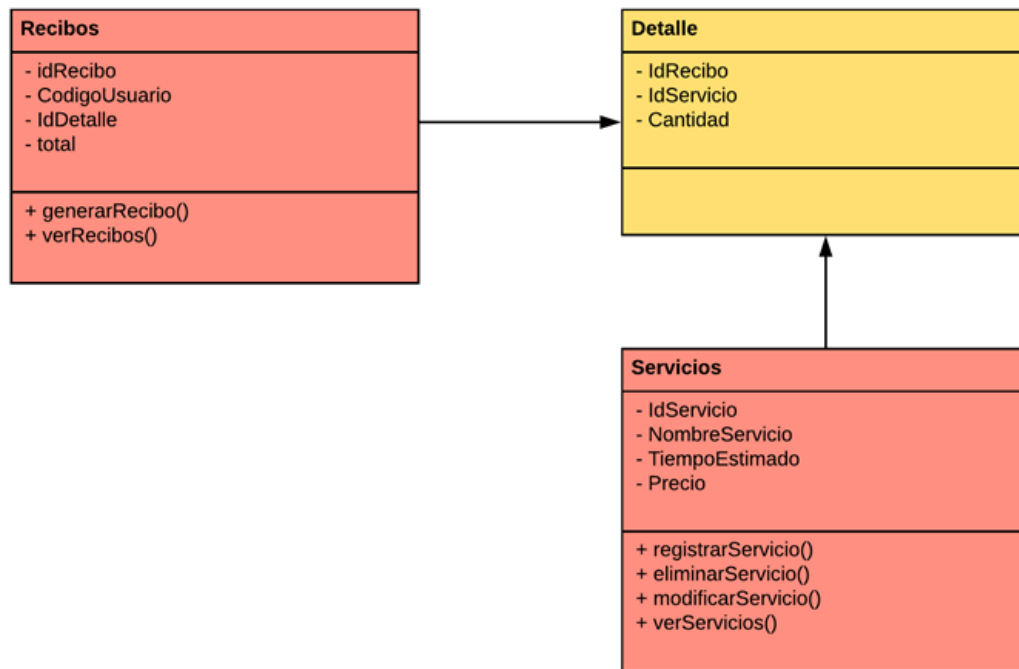 Recibos
- idRecibo
- CodigoUsuario
- IdDetalle
- total
+ generarRecibo()
+ verRecibos()
Detalle
- IdRecibo
- IdServicio
- Cantidad
Servicios
- IdServicio
- NombreServicio
- TiempoEstimado
- Precio
+ registrarServicio()
+ eliminarServicio()
+ modificarServicio()
+ verServicios()